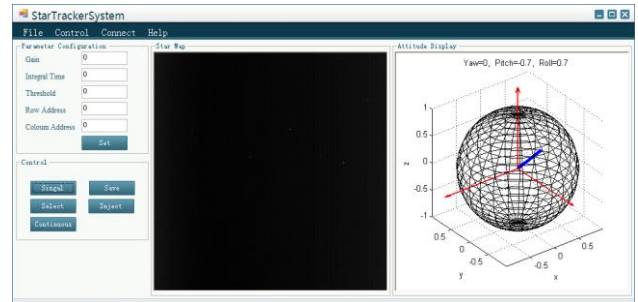 StarTrackerSystem
File Control Connect Help
Parameter Configuration
Gain 0
Integral Time 0
Threshold 0
Row Address 0
Coloum Address 0
Set
Control
Singal Save
Select Inject
Continuous
Star Map
Attitude Display
Yaw=0, Pitch=-0.7, Roll=0.7
1
0.5
0
-0.5
-1
z
0.5
0
-0.5
y
-0.5
0
0.5
x